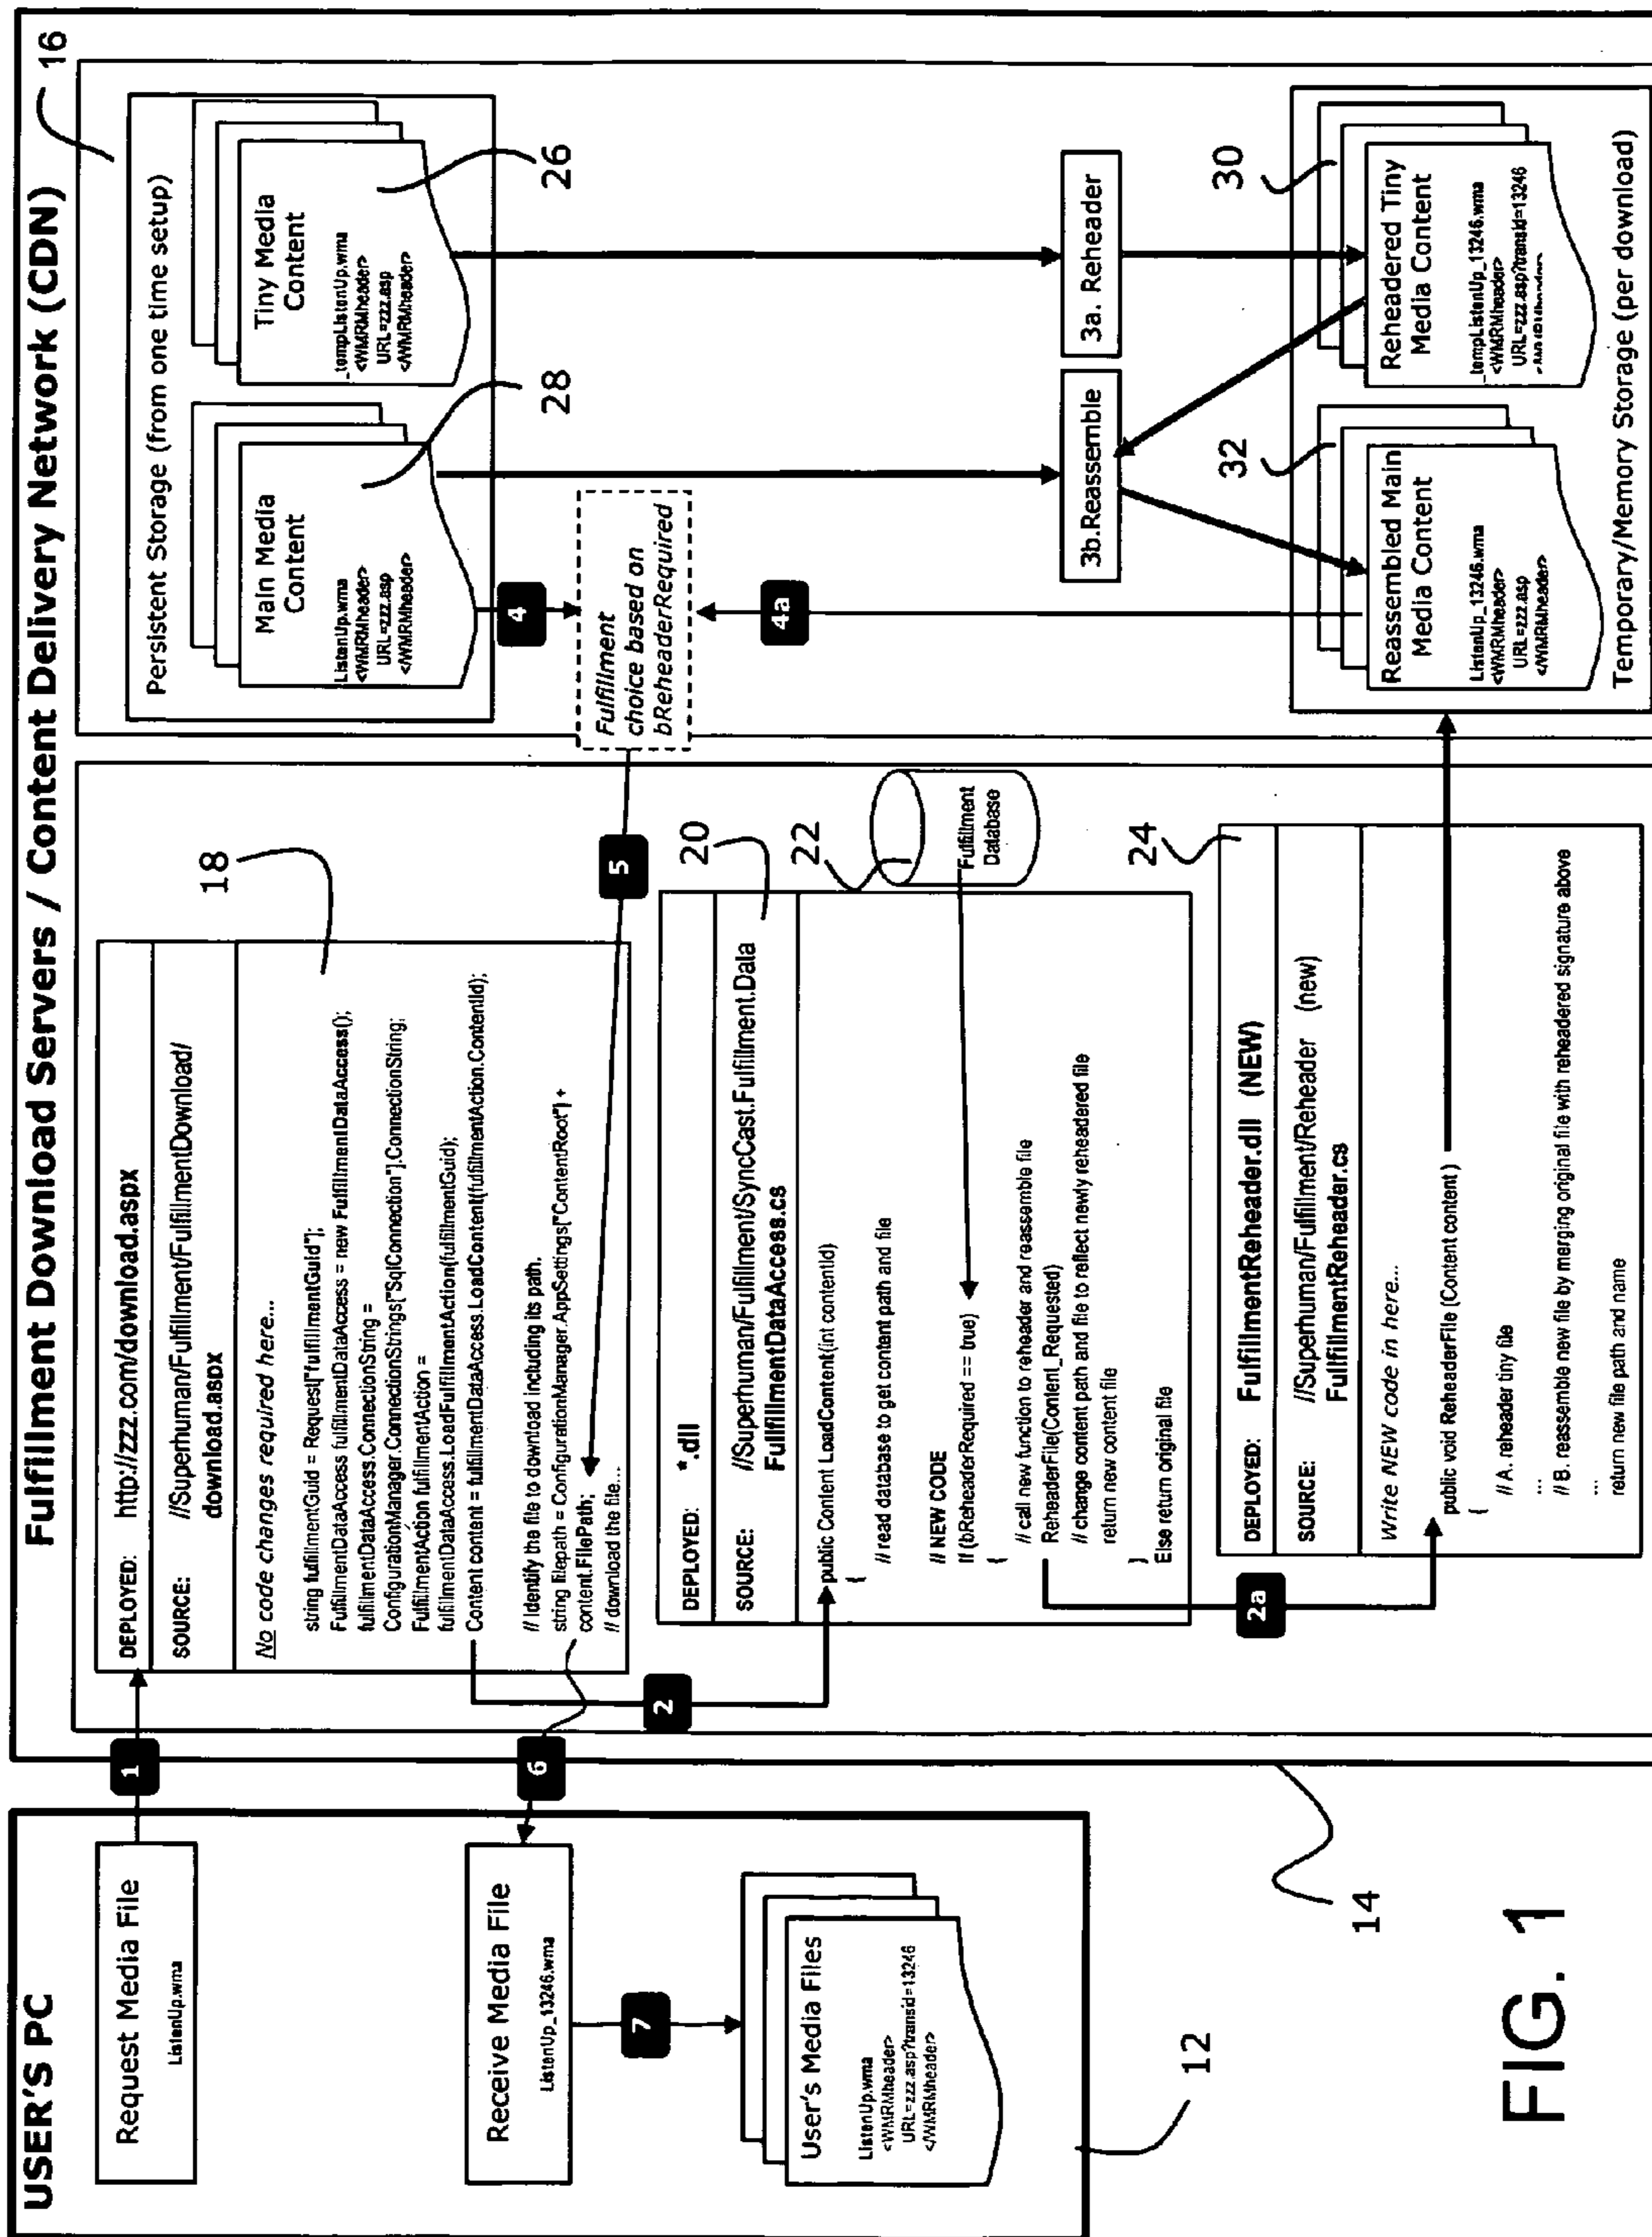 USER'S PC
Request Media File
ListenUp.wma
Receive Media File
ListenUp_13246.wma
7
User's Media Files
ListenUp.wma
<WMRMheader>
URL=zzz.asp?transid=13246
</WMRMheader>
12
14
FIG. 1
1
6
Fulfillment Download Servers / Content Delivery Network (CDN)
16
DEPLOYED: http://zzz.com/download.aspx
SOURCE: //Superhuman/Fulfillment/FulfillmentDownload/
download.aspx
18
No code changes required here...
string fulfillmentGuid = Request["fulfillmentGuid"];
FulfillmentDataAccess fulfillmentDataAccess = new FulfillmentDataAccess();
fulfillmentDataAccess.ConnectionString =
ConfigurationManager.ConnectionStrings["SqlConnection"].ConnectionString;
FulfillmentAction fulfillmentAction =
fulfillmentDataAccess.LoadFulfillmentAction(fulfillmentGuid);
Content content = fulfillmentDataAccess.LoadContent(fulfillmentAction.ContentId);
// Identify the file to download including its path.
string filepath = ConfigurationManager.AppSettings["ContentRoot"] +
content.FilePath;
// download the file...
5
2
DEPLOYED: *.dll
SOURCE: //Superhuman/Fulfillment/SyncCast.Fulfillment.Data
FulfillmentDataAccess.cs
20
22
public Content LoadContent(int contentId)
{
// read database to get content path and file
// NEW CODE
If (bReheaderRequired == true)
{
// call new function to reheader and reassemble file
ReheaderFile(Content_Requested)
// change content path and file to reflect newly reheadered file
return new content file
}
Else return original file
Fulfillment
Database
2a
DEPLOYED: FulfillmentReheader.dll (NEW)
SOURCE: //Superhuman/Fulfillment/Reheader (new)
FulfillmentReheader.cs
24
Write NEW code in here...
public void ReheaderFile (Content content)
{
// A. reheader tiny file
...
// B. reassemble new file by merging original file with reheadered signature above
...
return new file path and name
Persistent Storage (from one time setup)
Main Media
Content
ListenUp.wma
<WMRMheader>
URL=zzz.asp
</WMRMheader>
28
Tiny Media
Content
_tempListenUp.wma
<WMRMheader>
URL=zzz.asp
</WMRMheader>
26
4
Fulfillment
choice based on
bReheaderRequired
4a
3b.Reassemble
3a. Reheader
32
30
Reassembled Main
Media Content
ListenUp_13246.wma
<WMRMheader>
URL=zzz.asp
</WMRMheader>
Reheadered Tiny
Media Content
_tempListenUp_13246.wma
<WMRMheader>
URL=zzz.asp?transid=13246
Temporary/Memory Storage (per download)